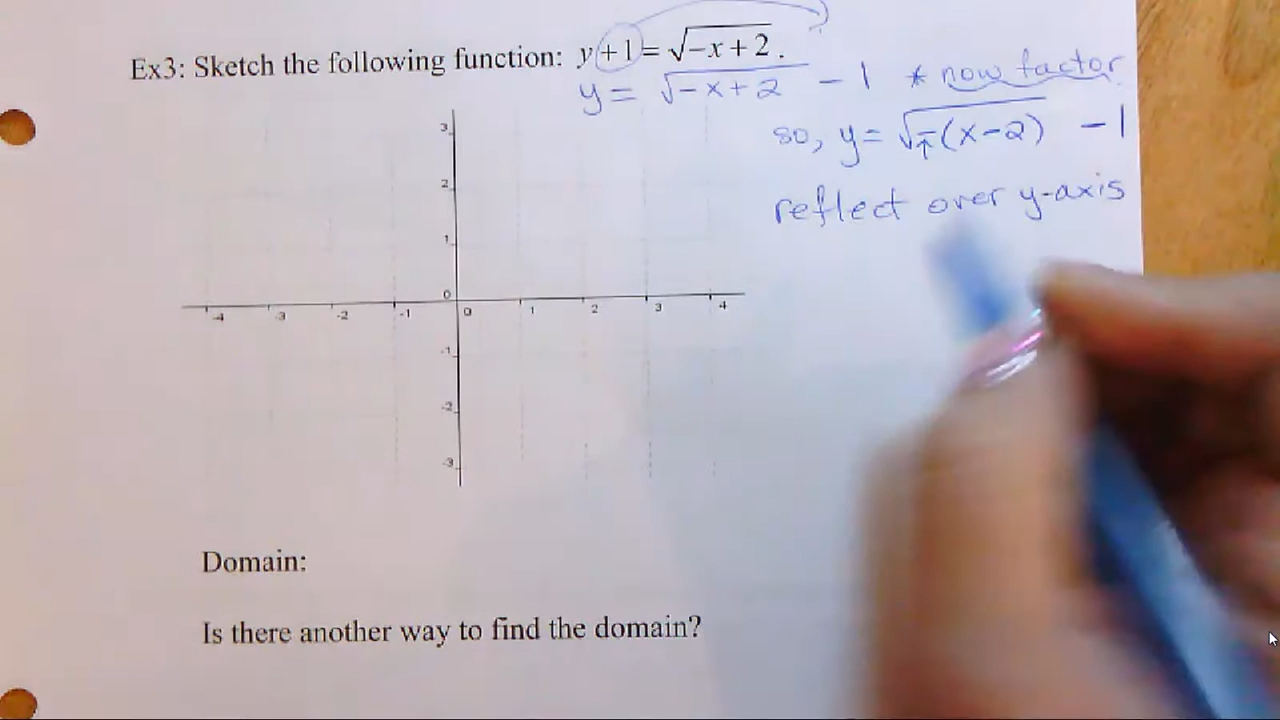 Ex3: Sketch the following function: y+1=√-x+2.
y= √-x+2 -1 * now factor
so, y= √-(x-2) -1
↑
reflect over y-axis
3
2
1
0
-4 -3 -2 -1 0 1 2 3 4
-1
-2
-3
Domain:
Is there another way to find the domain?